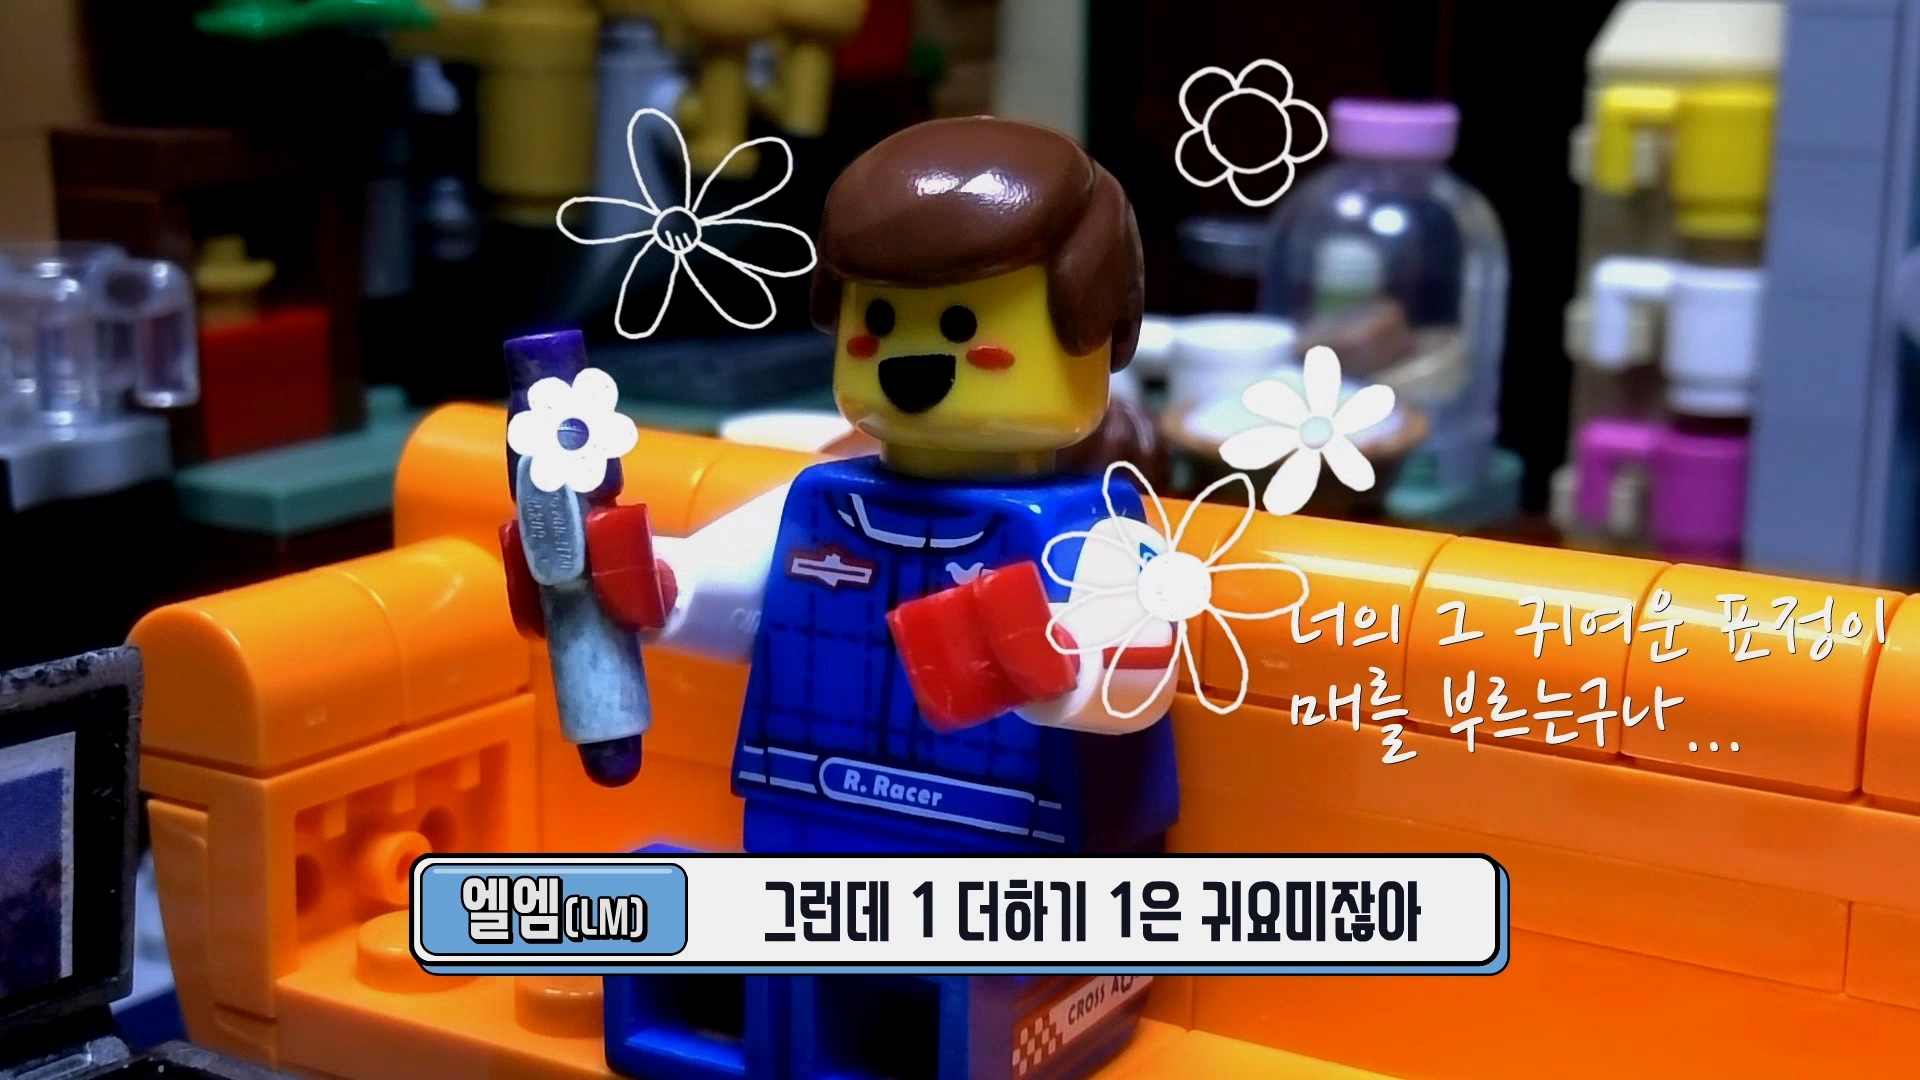 너의 그 귀여운 표정이
매를 부르는구나...
R. Racer
엘엠(LM) 그런데 1 더하기 1은 귀요미잖아